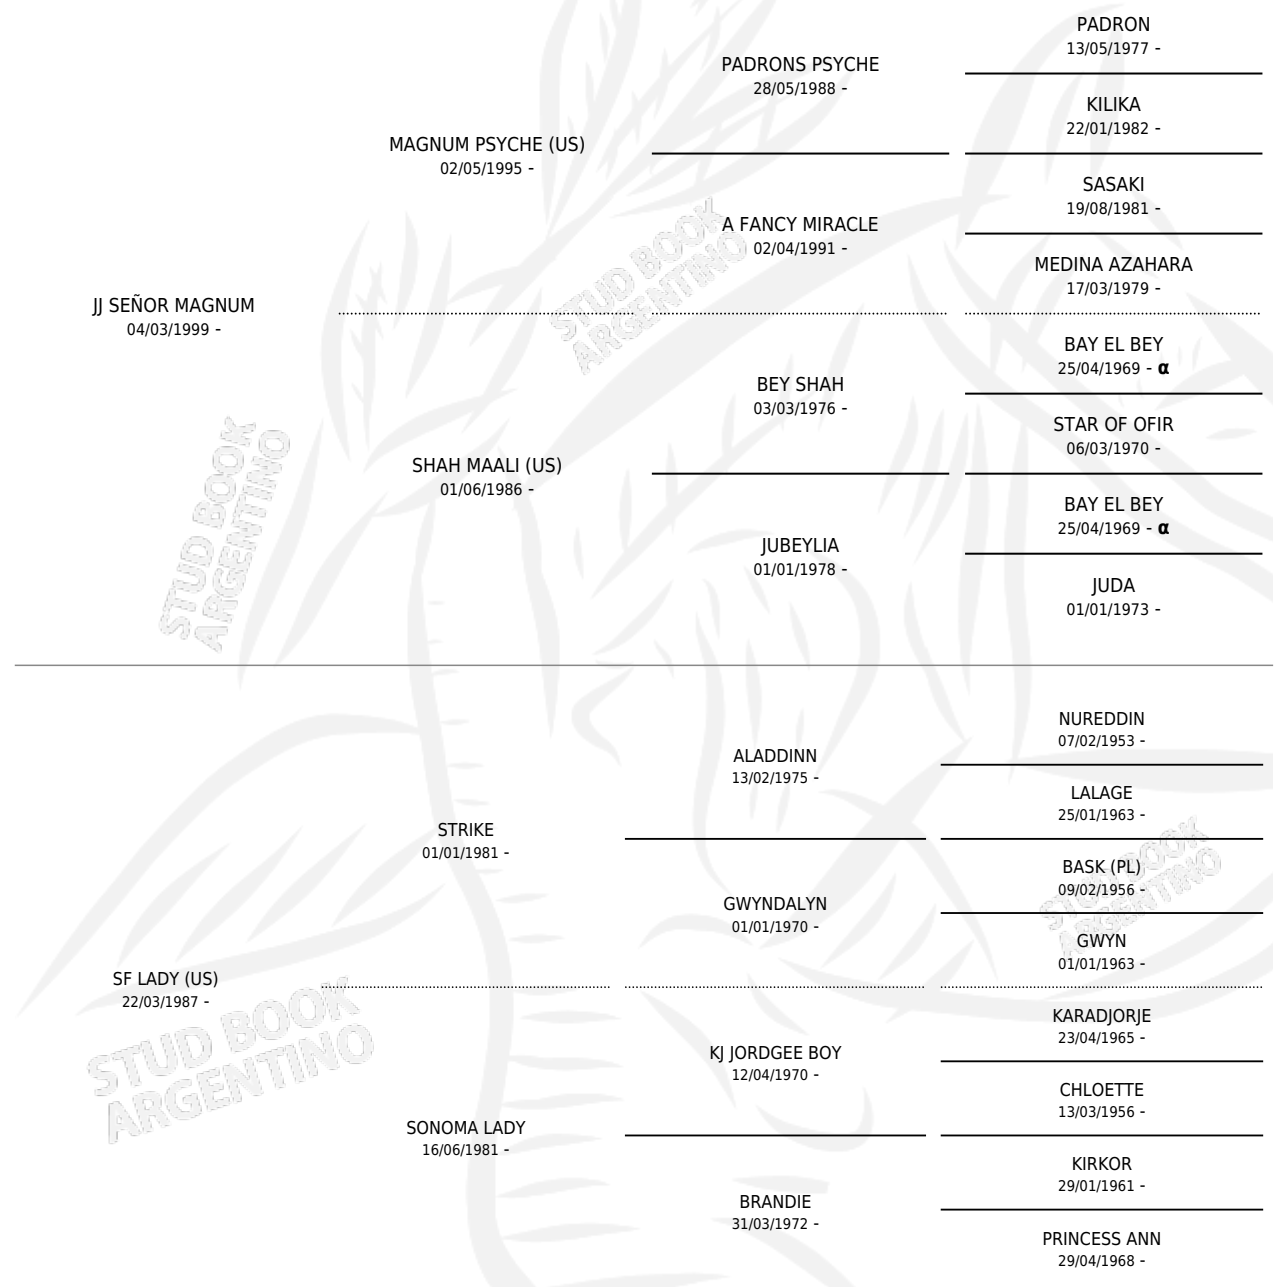 PADRON
13/05/1977 -
PADRONS PSYCHE
28/05/1988 -
KILIKA
22/01/1982 -
MAGNUM PSYCHE (US)
02/05/1995 -
SASAKI
19/08/1981 -
A FANCY MIRACLE
02/04/1991 -
MEDINA AZAHARA
17/03/1979 -
JJ SEÑOR MAGNUM
04/03/1999 -
BAY EL BEY
25/04/1969 - α
BEY SHAH
03/03/1976 -
STAR OF OFIR
06/03/1970 -
SHAH MAALI (US)
01/06/1986 -
BAY EL BEY
25/04/1969 - α
JUBEYLIA
01/01/1978 -
JUDA
01/01/1973 -
NUREDDIN
07/02/1953 -
ALADDINN
13/02/1975 -
LALAGE
25/01/1963 -
STRIKE
01/01/1981 -
BASK (PL)
09/02/1956 -
GWYNDALYN
01/01/1970 -
GWYN
01/01/1963 -
SF LADY (US)
22/03/1987 -
KARADJORJE
23/04/1965 -
KJ JORDGEE BOY
12/04/1970 -
CHLOETTE
13/03/1956 -
SONOMA LADY
16/06/1981 -
KIRKOR
29/01/1961 -
BRANDIE
31/03/1972 -
PRINCESS ANN
29/04/1968 -
STUD BOOK
ARGENTINO
STUD BOOK
ARGENTINO
STUD BOOK
ARGENTINO
STUD BOOK
ARGENTINO